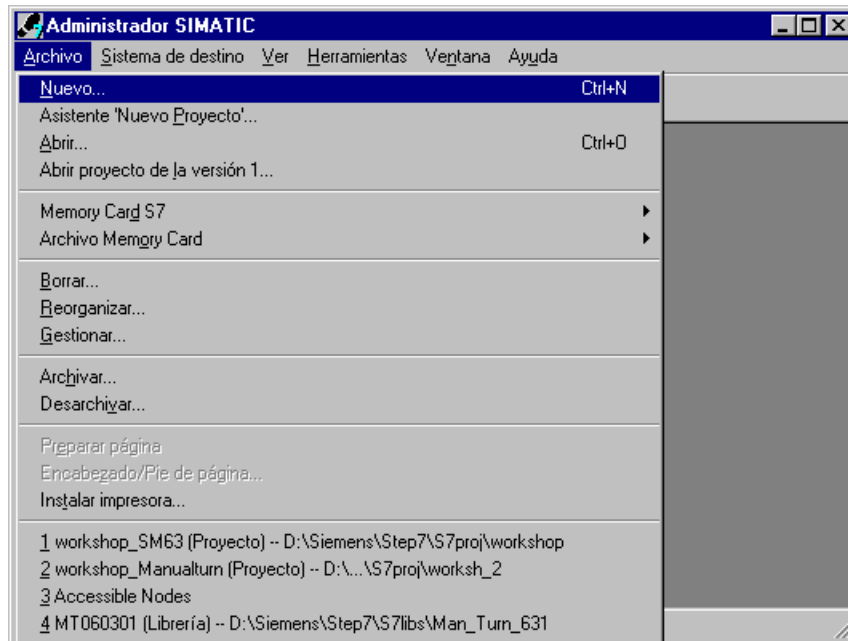 Administrador SIMATIC
Archivo Sistema de destino Ver Herramientas Ventana Ayuda
Nuevo... Ctrl+N
Asistente 'Nuevo Proyecto'...
Abrir... Ctrl+O
Abrir proyecto de la versión 1...
Memory Card S7
Archivo Memory Card
Borrar...
Reorganizar...
Gestionar...
Archivar...
Desarchivar...
Preparar página
Encabezado/Pie de página...
Instalar impresora...
1 workshop_SM63 (Proyecto) -- D:\Siemens\Step7\S7proj\workshop
2 workshop_Manualturn (Proyecto) -- D:\...\S7proj\worksh_2
3 Accessible Nodes
4 MT060301 (Librería) -- D:\Siemens\Step7\S7libs\Man_Turn_631